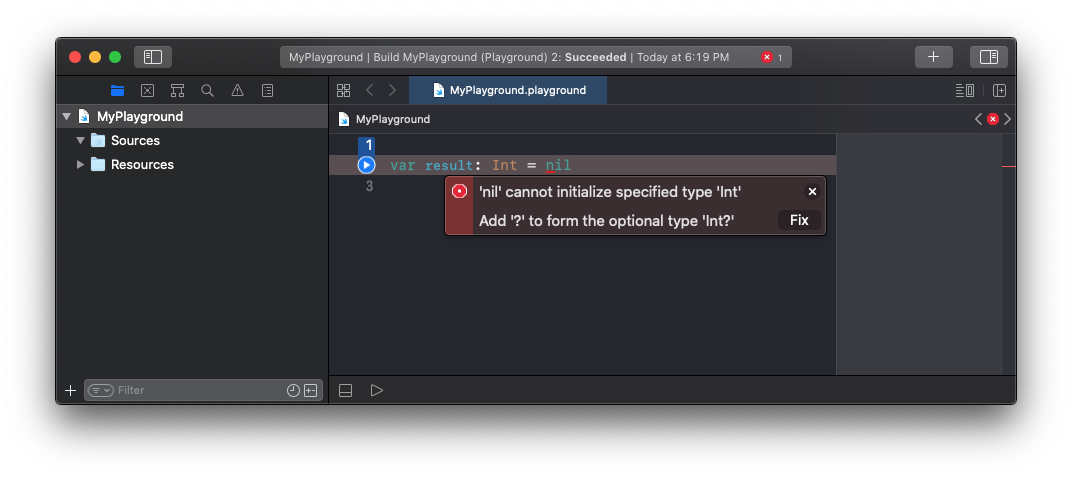 MyPlayground | Build MyPlayground (Playground) 2: Succeeded | Today at 6:19 PM 1
MyPlayground.playground
MyPlayground
MyPlayground
Sources
Resources
1
var result: Int = nil
3
'nil' cannot initialize specified type 'Int'
Add '?' to form the optional type 'Int?' Fix
Filter